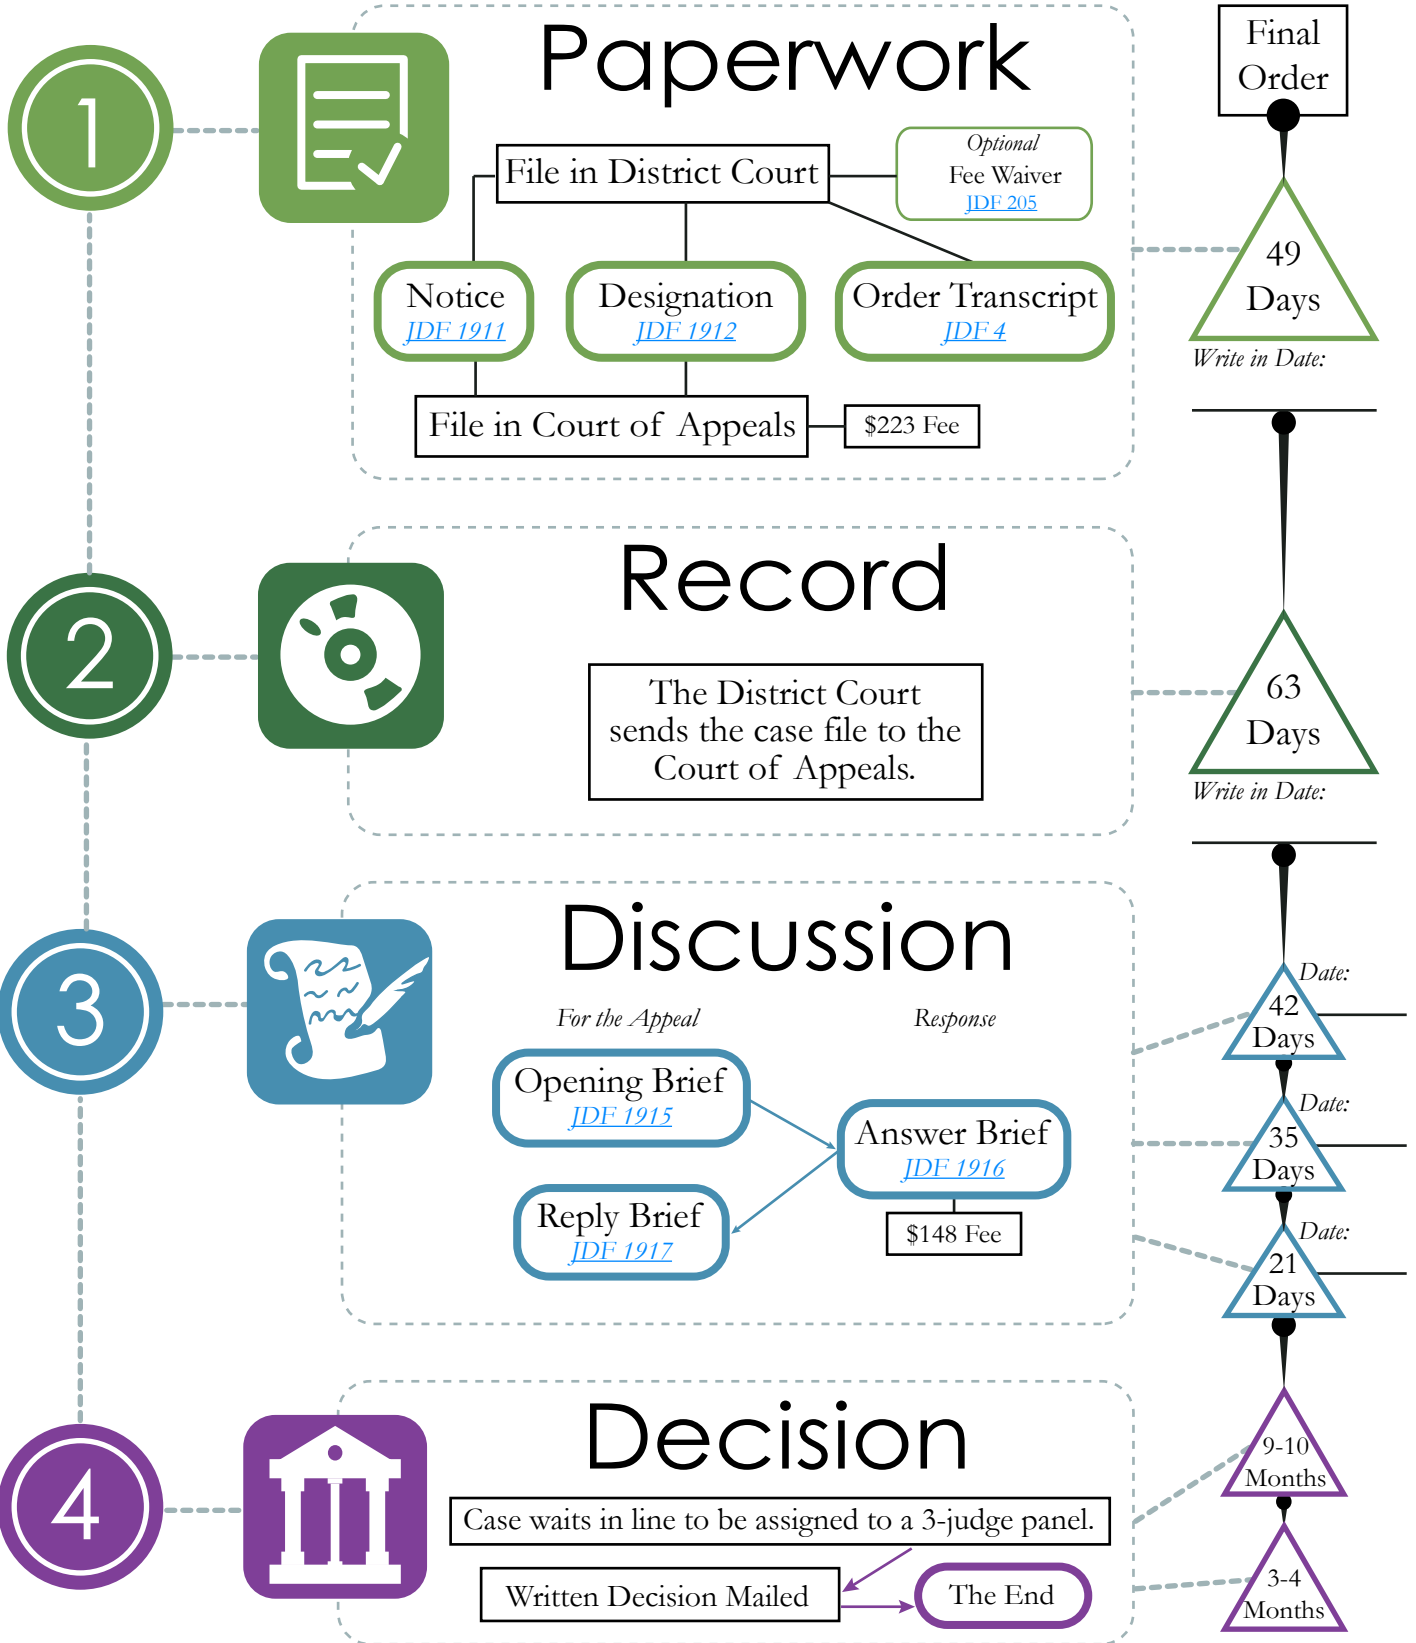 1
Paperwork
Final
Order
File in District Court
Optional
Fee Waiver
JDF 205
Notice
JDF 1911
Designation
JDF 1912
Order Transcript
JDF 4
49
Days
Write in Date:
File in Court of Appeals
$223 Fee
2
Record
The District Court
sends the case file to the
Court of Appeals.
63
Days
Write in Date:
3
Discussion
For the Appeal
Response
Opening Brief
JDF 1915
Answer Brief
JDF 1916
$148 Fee
Reply Brief
JDF 1917
Date:
42
Days
Date:
35
Days
Date:
21
Days
4
Decision
Case waits in line to be assigned to a 3-judge panel.
Written Decision Mailed
The End
9-10
Months
3-4
Months